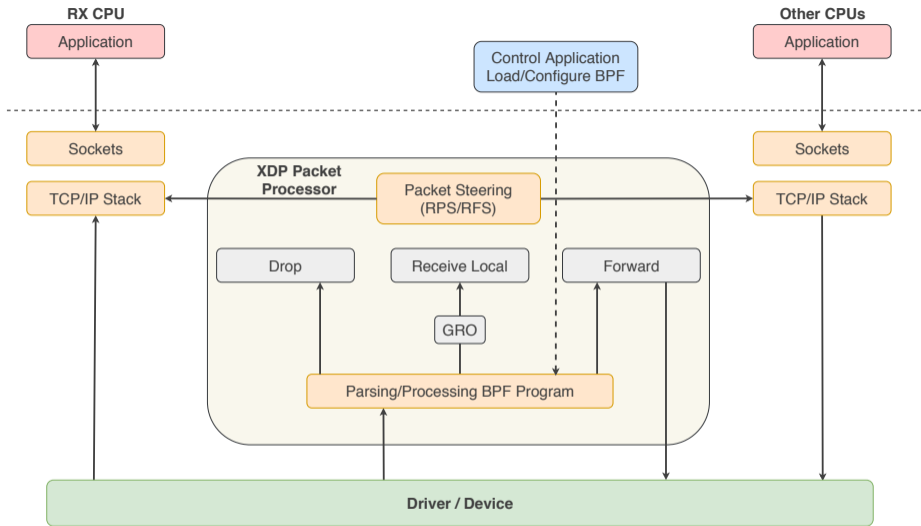 RX CPU
Other CPUs
Application
Control Application
Load/Configure BPF
Application
Sockets
Sockets
XDP Packet
Processor
TCP/IP Stack
Packet Steering
(RPS/RFS)
TCP/IP Stack
Drop
Receive Local
Forward
GRO
Parsing/Processing BPF Program
Driver / Device